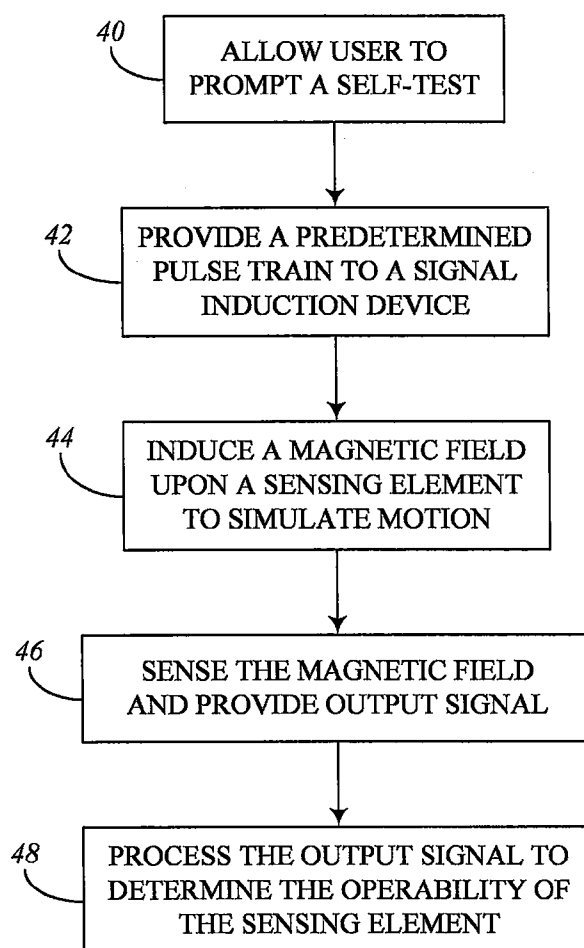 40
ALLOW USER TO
PROMPT A SELF-TEST
42
PROVIDE A PREDETERMINED
PULSE TRAIN TO A SIGNAL
INDUCTION DEVICE
44
INDUCE A MAGNETIC FIELD
UPON A SENSING ELEMENT
TO SIMULATE MOTION
46
SENSE THE MAGNETIC FIELD
AND PROVIDE OUTPUT SIGNAL
48
PROCESS THE OUTPUT SIGNAL TO
DETERMINE THE OPERABILITY OF
THE SENSING ELEMENT